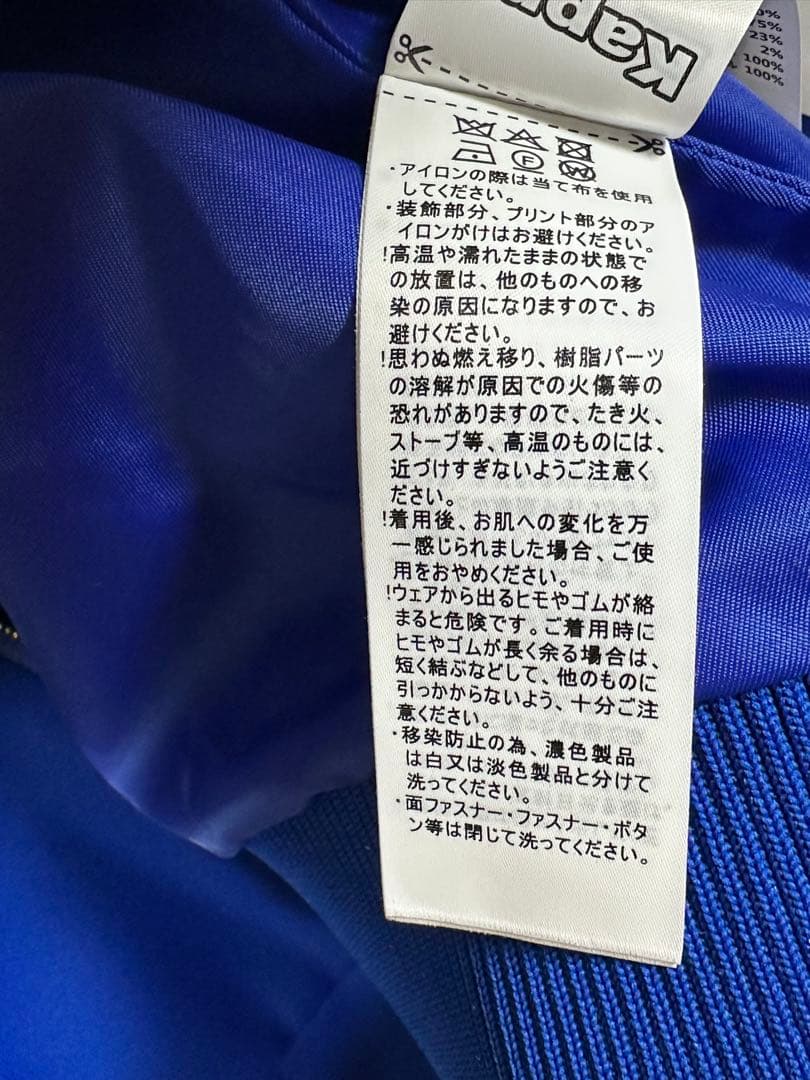 Kapp
0%
5%
23%
2%
100%
100%
・アイロンの際は当て布を使用
してください。
・装飾部分、プリント部分のア
イロンがけはお避けください。
!高温や濡れたままの状態で
の放置は、他のものへの移
染の原因になりますので、お
避けください。
!思わぬ燃え移り、樹脂パーツ
の溶解が原因での火傷等の
恐れがありますので、たき火、
ストーブ等、高温のものには、
近づけすぎないようご注意く
ださい。
!着用後、お肌への変化を万
一感じられました場合、ご使
用をおやめください。
!ウェアから出るヒモやゴムが絡
まると危険です。ご着用時に
ヒモやゴムが長く余る場合は、
短く結ぶなどして、他のものに
引っかからないよう、十分ご注
意ください。
・移染防止の為、濃色製品
は白又は淡色製品と分けて
洗ってください。
・面ファスナー・ファスナー・ボタ
ン等は閉じて洗ってください。